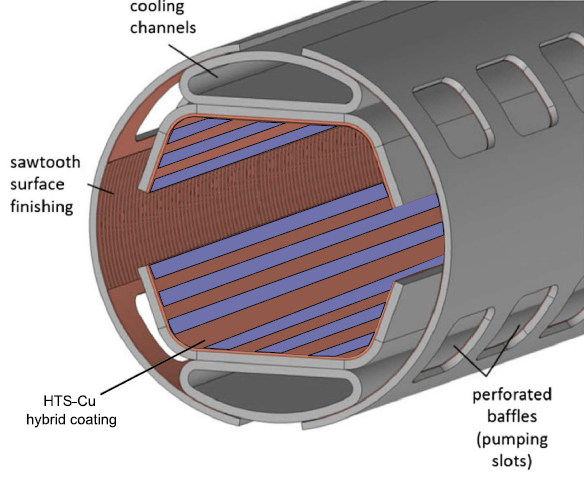 cooling
channels
sawtooth
surface
finishing
HTS-Cu
hybrid coating
perforated
baffles
(pumping
slots)